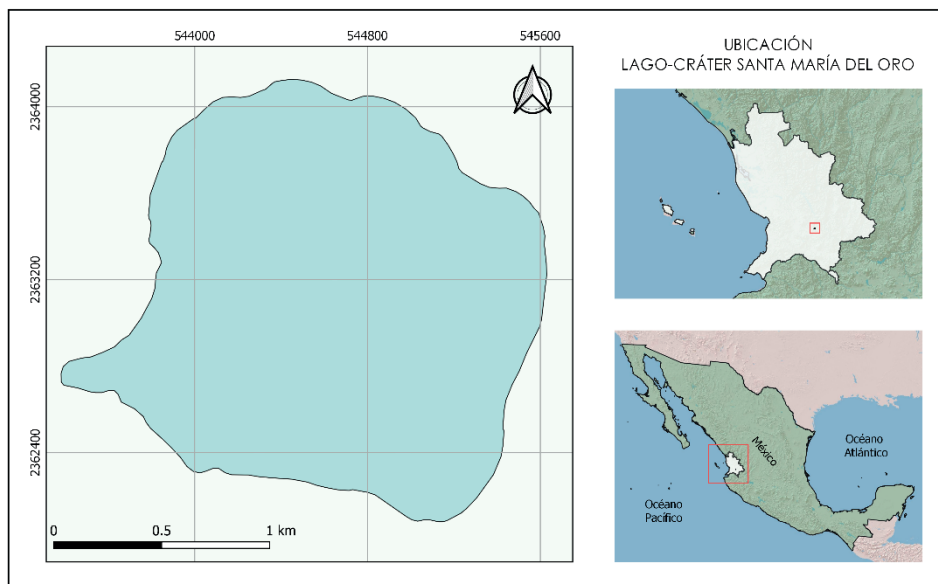 544000
544800
545600
2364000
2363200
2362400
0
0.5
1 km
UBICACIÓN
LAGO-CRÁTER SANTA MARÍA DEL ORO
México
Océano
Atlántico
Océano
Pacífico